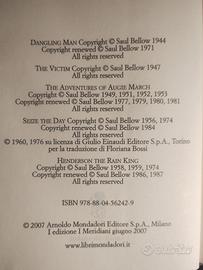 DANGLING MAN Copyright © Saul Bellow 1944
Copyright renewed © Saul Bellow 1971
All rights reserved
THE VICTIM Copyright © Saul Bellow 1947
All rights reserved
THE ADVENTURES OF AUGIE MARCH
Copyright © Saul Bellow 1949, 1951, 1952, 1953
Copyright renewed © 1977, 1979, 1980, 1981
All rights reserved
SEIZE THE DAY Copyright © Saul Bellow 1956, 1974
Copyright renewed © Saul Bellow 1984
All rights reserved
© 1960, 1976 su licenza di Giulio Einaudi Editore S.p.A., Torino
per la traduzione di Floriana Bossi
HENDERSON THE RAIN KING
Copyright © Saul Bellow 1958, 1959, 1974
Copyright renewed © Saul Bellow 1986, 1987
All rights reserved
ISBN 978-88-04-56242-9
© 2007 Arnoldo Mondadori Editore S.p.A., Milano
I edizione I Meridiani giugno 2007
www.librimondadori.it
subito